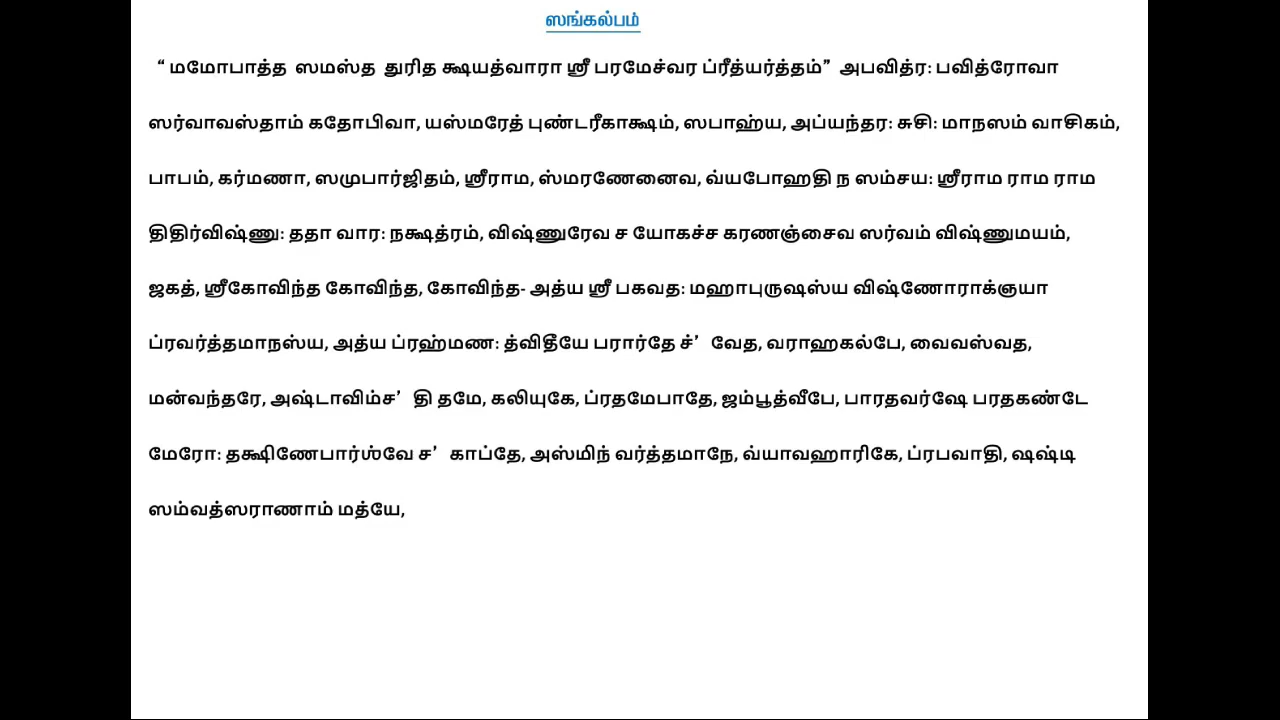 ஸங்கல்பம்
“ மமோபாத்த ஸமஸ்த துரித க்ஷயத்வாரா ஸ்ரீ பரமேச்வர ப்ரீத்யர்த்தம்” அபவித்ர: பவித்ரோவா
ஸர்வாவஸ்தாம் கதோபிவா, யஸ்மரேத் புண்டரீகாக்ஷம், ஸபாஹ்ய, அப்யந்தர: சுசி: மாநஸம் வாசிகம்,
பாபம், கர்மணா, ஸமுபார்ஜிதம், ஸ்ரீராம, ஸ்மரணேனைவ, வ்யபோஹதி ந ஸம்சய: ஸ்ரீராம ராம ராம
திதிர்விஷ்ணு: ததா வார: நக்ஷத்ரம், விஷ்ணுரேவ ச யோகச்ச கரணஞ்சைவ ஸர்வம் விஷ்ணுமயம்,
ஜகத், ஸ்ரீகோவிந்த கோவிந்த, கோவிந்த- அத்ய ஸ்ரீ பகவத: மஹாபுருஷஸ்ய விஷ்ணோராக்ஞயா
ப்ரவர்த்தமாநஸ்ய, அத்ய ப்ரஹ்மண: த்விதீயே பரார்தே ச்’ வேத, வராஹகல்பே, வைவஸ்வத,
மன்வந்தரே, அஷ்டாவிம்ச’ தி தமே, கலியுகே, ப்ரதமேபாதே, ஜம்பூத்வீபே, பாரதவர்ஷே பரதகண்டே
மேரோ: தக்ஷிணேபார்ஶ்வே ச’ காப்தே, அஸ்மிந் வர்த்தமாநே, வ்யாவஹாரிகே, ப்ரபவாதி, ஷஷ்டி
ஸம்வத்ஸராணாம் மத்யே,